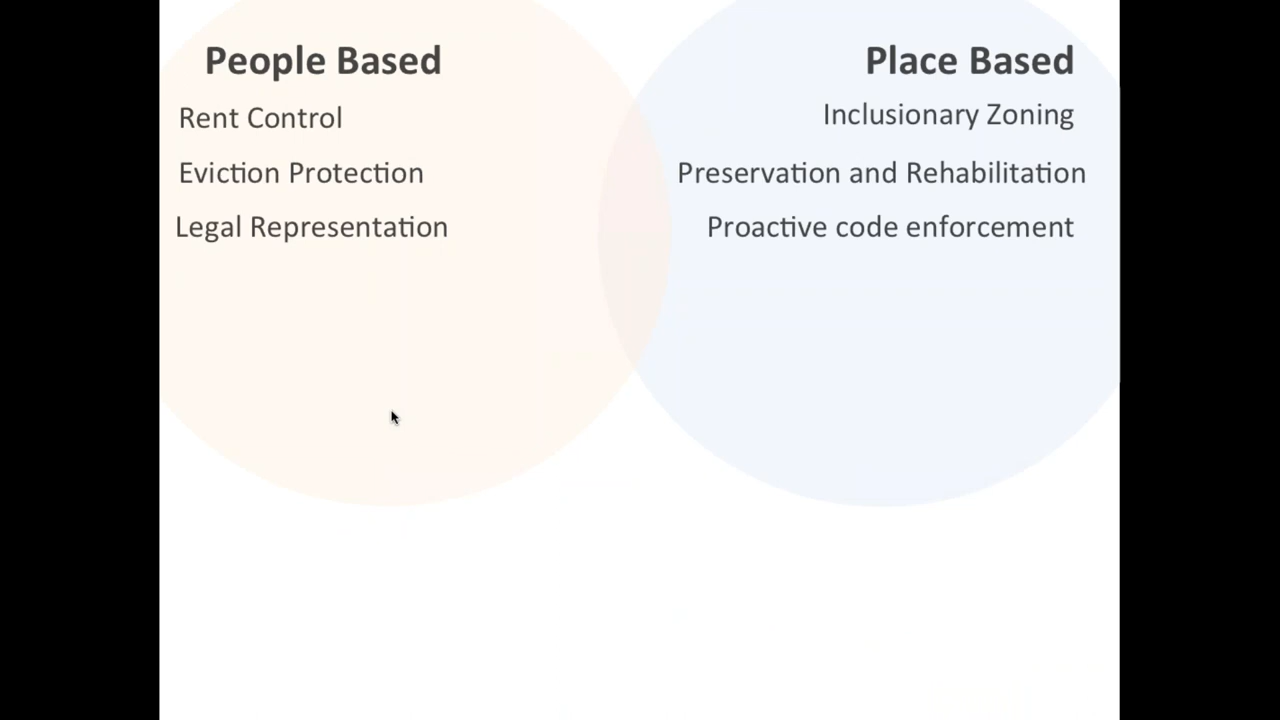 People Based
Rent Control
Eviction Protection
Legal Representation
Place Based
Inclusionary Zoning
Preservation and Rehabilitation
Proactive code enforcement